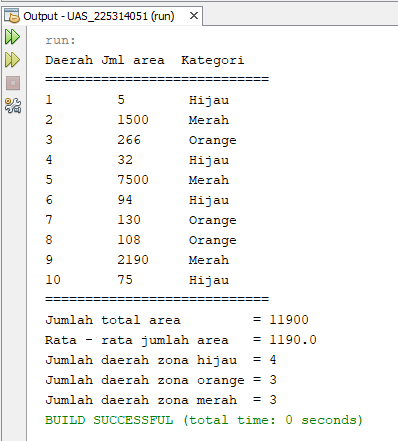 Output - UAS_225314051 (run) ×
run:
Daerah Jml area  Kategori
============================
1        5        Hijau
2        1500     Merah
3        266      Orange
4        32       Hijau
5        7500     Merah
6        94       Hijau
7        130      Orange
8        108      Orange
9        2190     Merah
10       75       Hijau
============================
Jumlah total area         = 11900
Rata - rata jumlah area   = 1190.0
Jumlah daerah zona hijau  = 4
Jumlah daerah zona orange = 3
Jumlah daerah zona merah  = 3
BUILD SUCCESSFUL (total time: 0 seconds)